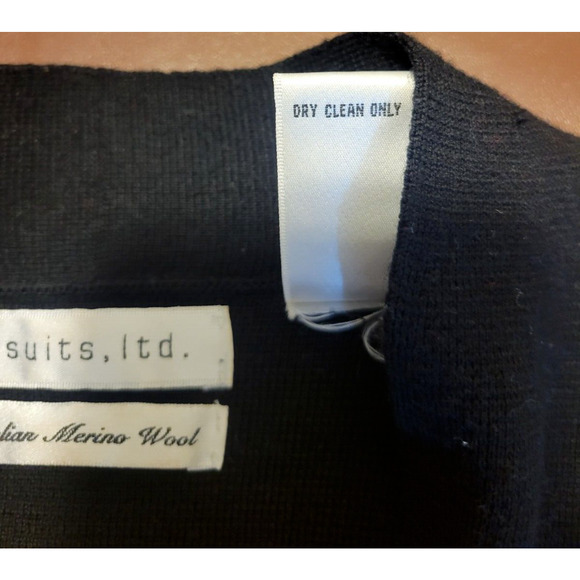 DRY CLEAN ONLY
suits, ltd.
lian Merino Wool